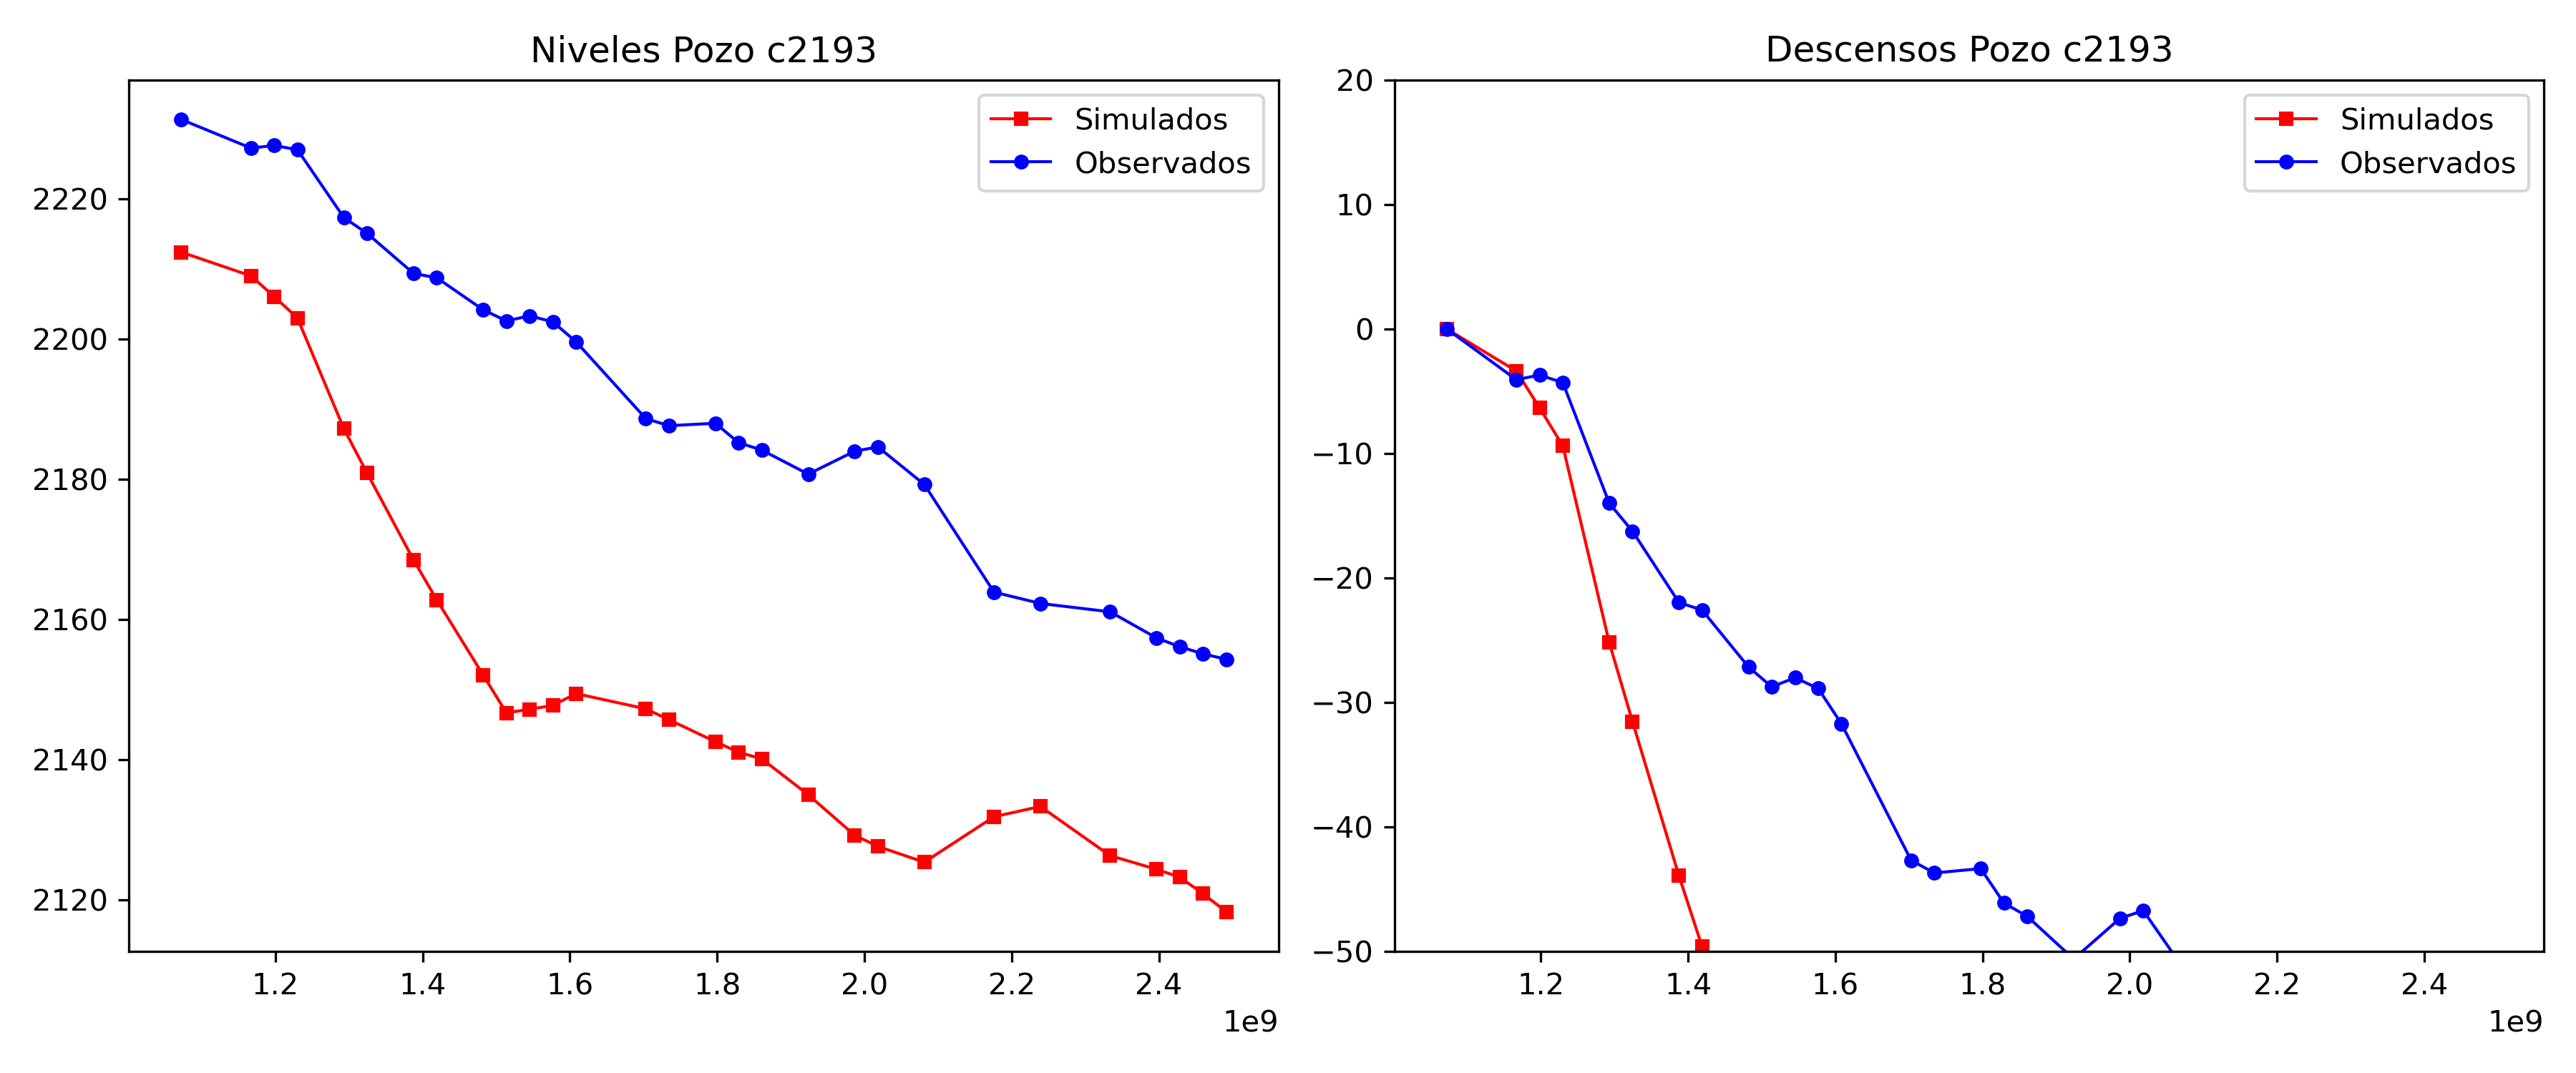 Niveles Pozo c2193
Simulados
Observados
2220
2200
2180
2160
2140
2120
1.2 1.4 1.6 1.8 2.0 2.2 2.4
1e9
Descensos Pozo c2193
Simulados
Observados
20
10
0
−10
−20
−30
−40
−50
1.2 1.4 1.6 1.8 2.0 2.2 2.4
1e9